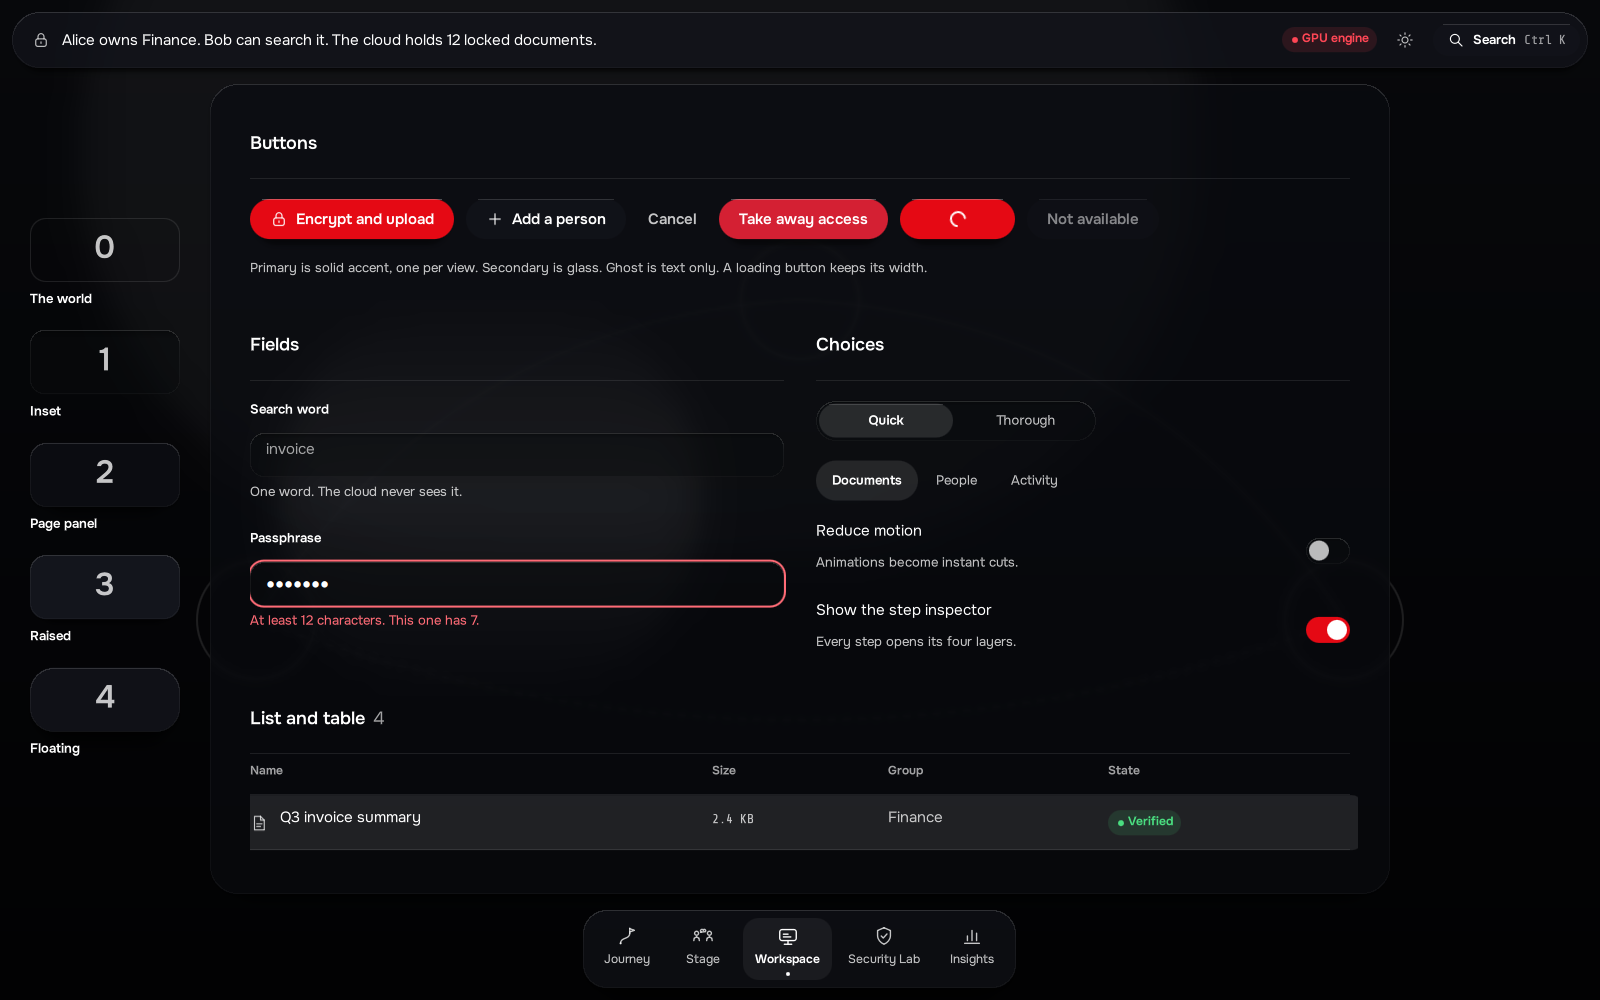 Alice owns Finance. Bob can search it. The cloud holds 12 locked documents.
GPU engine
Search Ctrl K
Buttons
Encrypt and upload
Add a person
Cancel
Take away access
Not available
Primary is solid accent, one per view. Secondary is glass. Ghost is text only. A loading button keeps its width.
0
The world
1
Inset
2
Page panel
3
Raised
4
Floating
Fields
Search word
invoice
One word. The cloud never sees it.
Passphrase
At least 12 characters. This one has 7.
Choices
Quick Thorough
Documents People Activity
Reduce motion
Animations become instant cuts.
Show the step inspector
Every step opens its four layers.
List and table 4
Name Size Group State
Q3 invoice summary 2.4 KB Finance Verified
Journey Stage Workspace Security Lab Insights